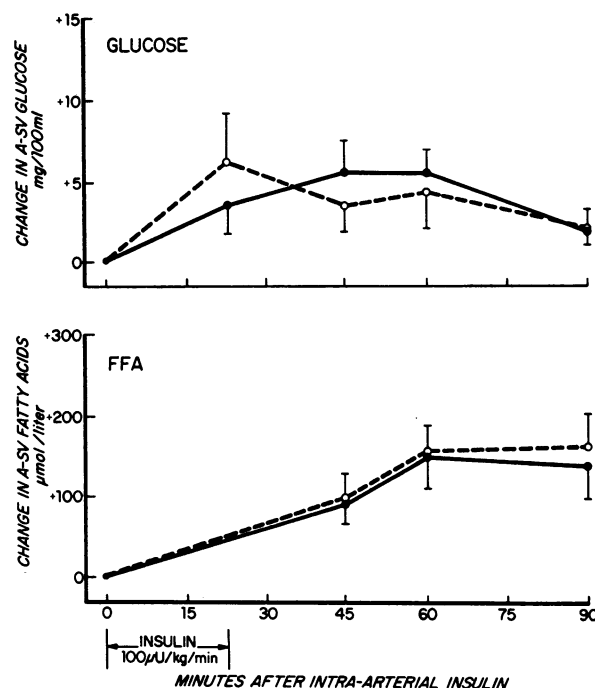 GLUCOSE
CHANGE IN A-SV GLUCOSE
mg/100ml
+15
+10
+5
0
FFA
CHANGE IN A-SV FATTY ACIDS
µmol/liter
+300
+200
+100
0
0 15 30 45 60 75 90
INSULIN
100µU/kg/min
MINUTES AFTER INTRA-ARTERIAL INSULIN